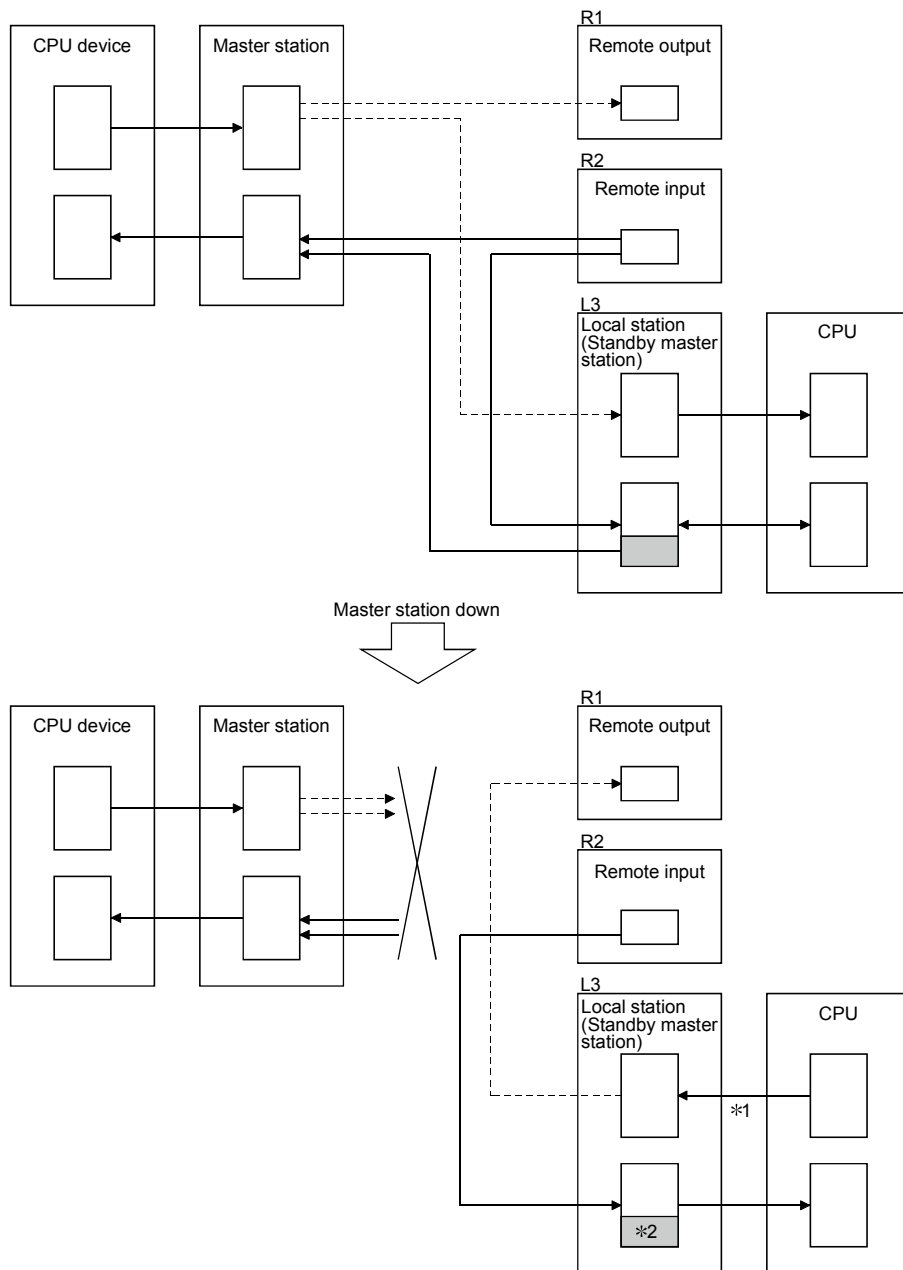 R1
CPU device
Master station
Remote output
R2
Remote input
L3
Local station
(Standby master
station)
CPU
Master station down
R1
CPU device
Master station
Remote output
R2
Remote input
L3
Local station
(Standby master
station)
CPU
✻1
✻2